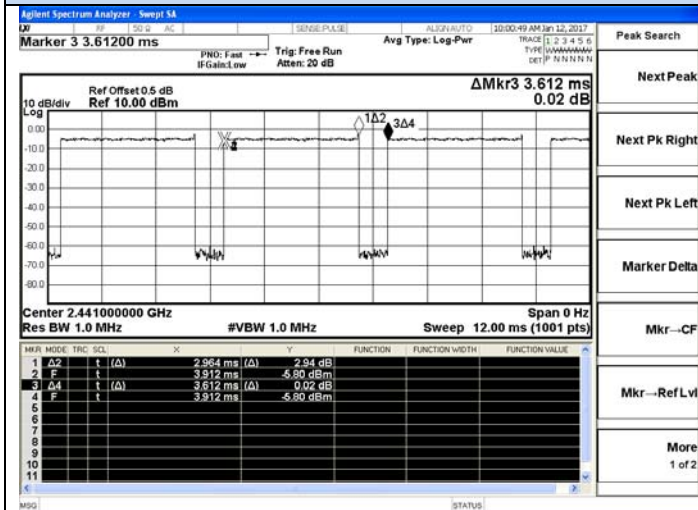 Agilent Spectrum Analyzer - Swept SA
RF 50 Ω AC SENSE:PULSE ALIGN AUTO 10:00:49 AM Jan 12, 2017
Marker 3 3.61200 ms
PNO: Fast
IFGain:Low
Trig: Free Run
Atten: 20 dB
Avg Type: Log-Pwr
TRACE 1 2 3 4 5 6
TYPE
DET P N N N N N
Peak Search
Next Peak
Next Pk Right
Next Pk Left
Marker Delta
Mkr→CF
Mkr→Ref Lvl
More
1 of 2
Ref Offset 0.5 dB
10 dB/div Ref 10.00 dBm
ΔMkr3 3.612 ms
0.02 dB
Log
0.00
-10.0
-20.0
-30.0
-40.0
-50.0
-60.0
-70.0
-80.0
1Δ2
3Δ4
Center 2.441000000 GHz Span 0 Hz
Res BW 1.0 MHz #VBW 1.0 MHz Sweep 12.00 ms (1001 pts)
MKR MODE TRC SCL X Y FUNCTION FUNCTION WIDTH FUNCTION VALUE
1 Δ2 t (Δ) 2.964 ms (Δ) 2.94 dB
2 F t 3.912 ms -5.80 dBm
3 Δ4 t (Δ) 3.612 ms (Δ) 0.02 dB
4 F t 3.912 ms -5.80 dBm
5
6
7
8
9
10
11
MSG STATUS